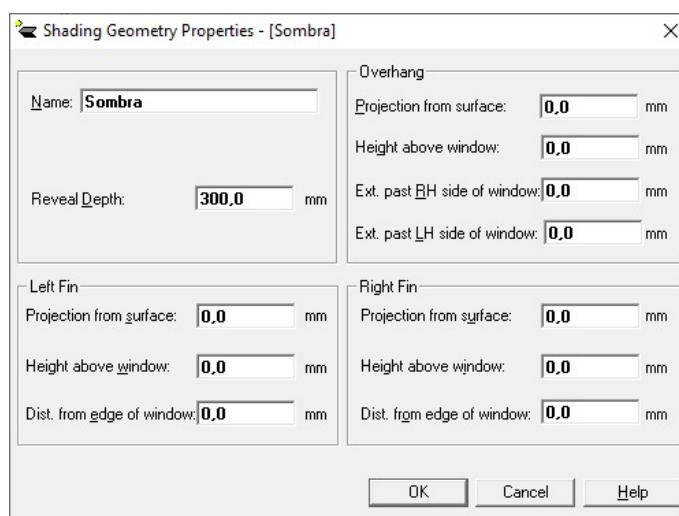 Shading Geometry Properties - [Sombra]
Name: Sombra
Reveal Depth: 300,0 mm
Overhang
Projection from surface: 0,0 mm
Height above window: 0,0 mm
Ext. past RH side of window: 0,0 mm
Ext. past LH side of window: 0,0 mm
Left Fin
Projection from surface: 0,0 mm
Height above window: 0,0 mm
Dist. from edge of window: 0,0 mm
Right Fin
Projection from surface: 0,0 mm
Height above window: 0,0 mm
Dist. from edge of window: 0,0 mm
OK Cancel Help